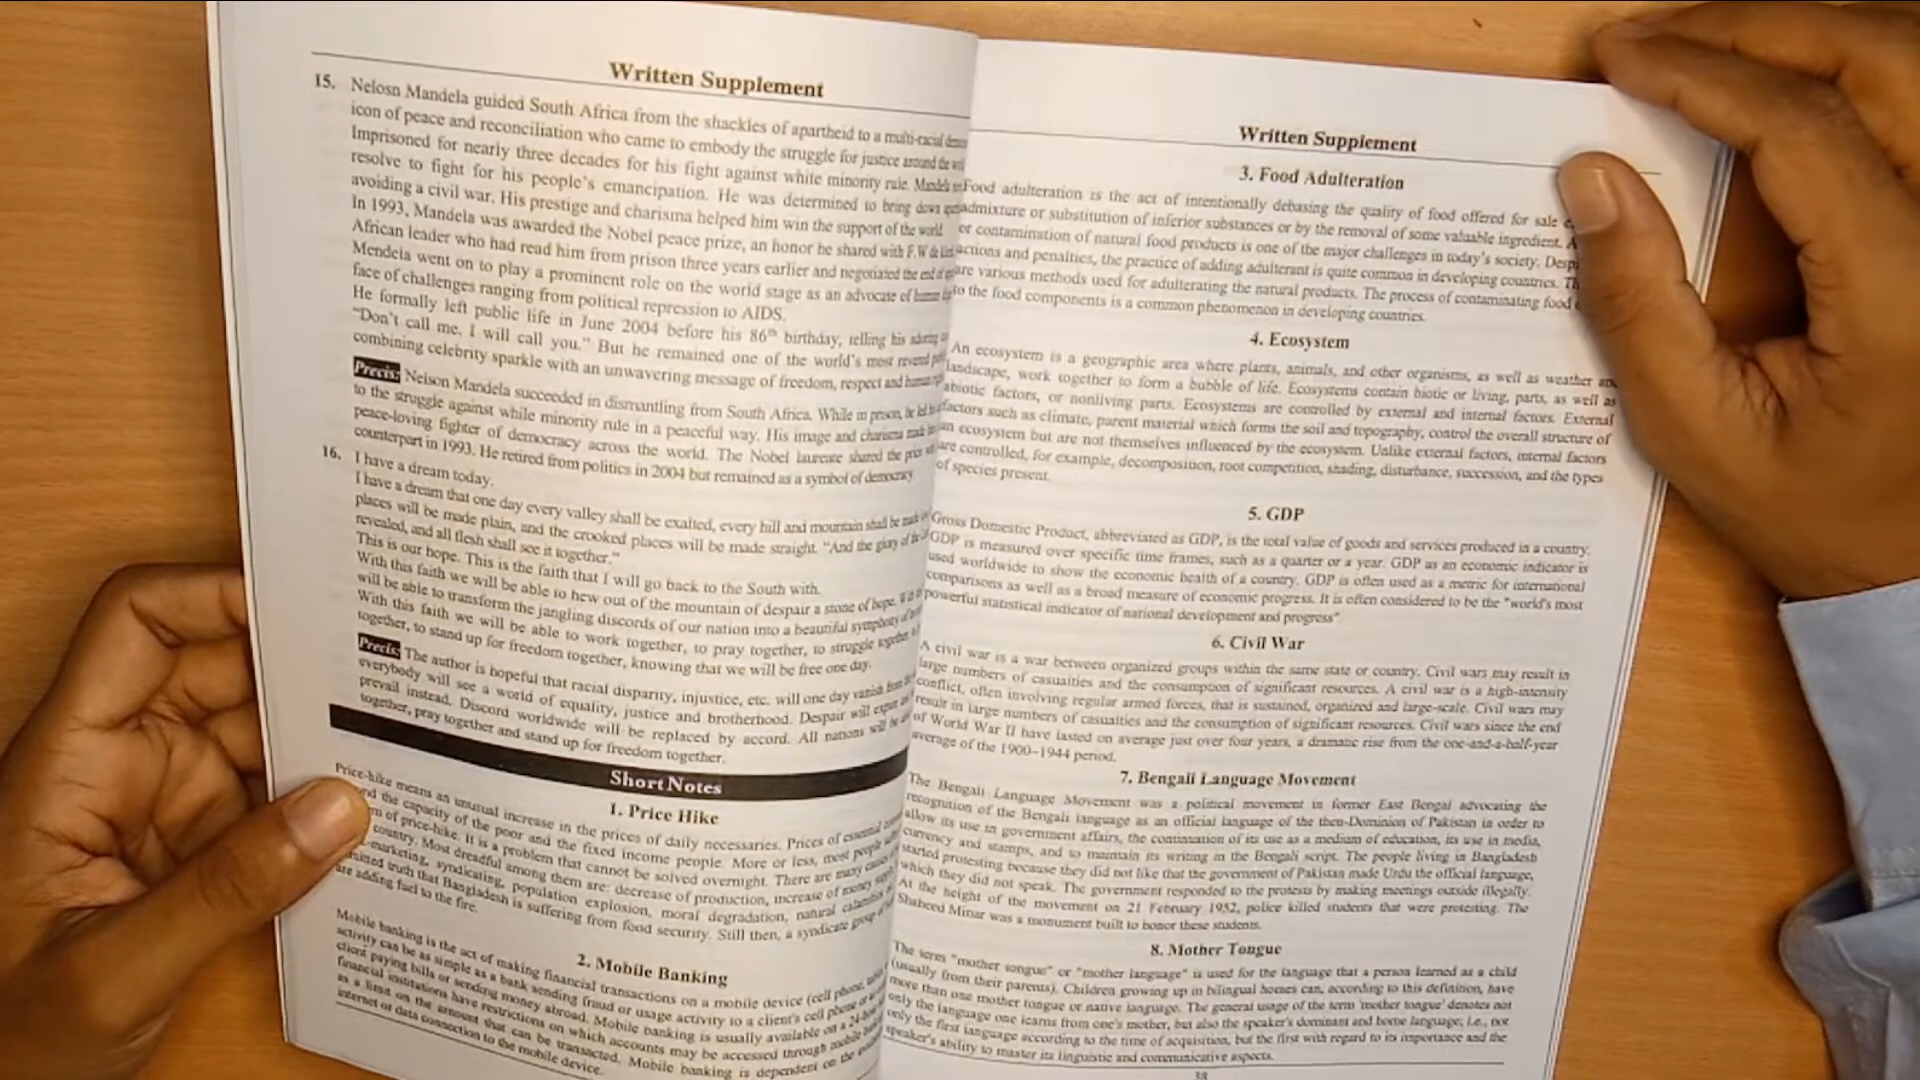 Written Supplement
15. Nelosn Mandela guided South Africa from the shackles of apartheid to a multi-racial
icon of peace and reconciliation who came to embody the struggle for justice around the
Imprisoned for nearly three decades for his fight against white minority rule, Mandela
resolve to fight for his people's emancipation. He was determined to bring down
avoiding a civil war. His prestige and charisma helped him win the support of the world
In 1993, Mandela was awarded the Nobel peace prize, an honor he shared with F.W de
African leader who had read him from prison three years earlier and negotiated the end of
Mendela went on to play a prominent role on the world stage as an advocate of human
face of challenges ranging from political repression to AIDS.
He formally left public life in June 2004 before his 86th birthday, telling his adoring
"Don't call me. I will call you." But he remained one of the world's most revered
combining celebrity sparkle with an unwavering message of freedom, respect and human
Precis: Nelson Mandela succeeded in dismantling from South Africa. While in prison, he led
to the struggle against while minority rule in a peaceful way. His image and charisma made
peace-loving fighter of democracy across the world. The Nobel laureate shared the prize
counterpart in 1993. He retired from politics in 2004 but remained as a symbol of democracy
16. I have a dream today.
I have a dream that one day every valley shall be exalted, every hill and mountain shall be made
places will be made plain, and the crooked places will be made straight. "And the glory of the
revealed, and all flesh shall see it together."
This is our hope. This is the faith that I will go back to the South with.
With this faith we will be able to hew out of the mountain of despair a stone of hope.
will be able to transform the jangling discords of our nation into a beautiful symphony of
With this faith we will be able to work together, to pray together, to struggle together
together, to stand up for freedom together, knowing that we will be free one day.
Precis: The author is hopeful that racial disparity, injustice, etc. will one day vanish from
everybody will see a world of equality, justice and brotherhood. Despair will expire
prevail instead. Discord worldwide will be replaced by accord. All nations will be
together, pray together and stand up for freedom together.
Short Notes
1. Price Hike
Price-hike means an unusual increase in the prices of daily necessaries. Prices of essential
the capacity of the poor and the fixed income people. More or less, most people
of price-hike. It is a problem that cannot be solved overnight. There are many causes
country. Most dreadful among them are: decrease of production, increase of money supply
marketing, syndicating, population explosion, moral degradation, natural calamities
truth that Bangladesh is suffering from food security. Still then, a syndicate group of
are adding fuel to the fire.
2. Mobile Banking
Mobile banking is the act of making financial transactions on a mobile device (cell phone,
activity can be as simple as a bank sending fraud or usage activity to a client's cell phone or
client paying bills or sending money abroad. Mobile banking is usually available on a 24-hour
financial institutions have restrictions on which accounts may be accessed through mobile
as a limit on the amount that can be transacted. Mobile banking is dependent on the
internet or data connection to the mobile device.
Written Supplement
3. Food Adulteration
Food adulteration is the act of intentionally debasing the quality of food offered for sale
admixture or substitution of inferior substances or by the removal of some valuable ingredient.
or contamination of natural food products is one of the major challenges in today's society.
actions and penalties, the practice of adding adulterant is quite common in developing countries.
are various methods used for adulterating the natural products. The process of contaminating food
to the food components is a common phenomenon in developing countries.
4. Ecosystem
An ecosystem is a geographic area where plants, animals, and other organisms, as well as weather and
landscape, work together to form a bubble of life. Ecosystems contain biotic or living, parts, as well as
abiotic factors, or nonliving parts. Ecosystems are controlled by external and internal factors. External
factors such as climate, parent material which forms the soil and topography, control the overall structure of
an ecosystem but are not themselves influenced by the ecosystem. Unlike external factors, internal factors
are controlled, for example, decomposition, root competition, shading, disturbance, succession, and the types
of species present.
5. GDP
Gross Domestic Product, abbreviated as GDP, is the total value of goods and services produced in a country.
GDP is measured over specific time frames, such as a quarter or a year. GDP as an economic indicator is
used worldwide to show the economic health of a country. GDP is often used as a metric for international
comparisons as well as a broad measure of economic progress. It is often considered to be the "world's most
powerful statistical indicator of national development and progress".
6. Civil War
A civil war is a war between organized groups within the same state or country. Civil wars may result in
large numbers of casualties and the consumption of significant resources. A civil war is a high-intensity
conflict, often involving regular armed forces, that is sustained, organized and large-scale. Civil wars may
result in large numbers of casualties and the consumption of significant resources. Civil wars since the end
of World War II have lasted on average just over four years, a dramatic rise from the one-and-a-half-year
average of the 1900–1944 period.
7. Bengali Language Movement
The Bengali Language Movement was a political movement in former East Bengal advocating the
recognition of the Bengali language as an official language of the then-Dominion of Pakistan in order to
allow its use in government affairs, the continuation of its use as a medium of education, its use in media,
currency and stamps, and to maintain its writing in the Bengali script. The people living in Bangladesh
started protesting because they did not like that the government of Pakistan made Urdu the official language,
which they did not speak. The government responded to the protests by making meetings outside illegally.
At the height of the movement on 21 February 1952, police killed students that were protesting. The
Shaheed Minar was a monument built to honor these students.
8. Mother Tongue
The term "mother tongue" or "mother language" is used for the language that a person learned as a child
(usually from their parents). Children growing up in bilingual homes can, according to this definition, have
more than one mother tongue or native language. The general usage of the term 'mother tongue' denotes not
only the language one learns from one's mother, but also the speaker's dominant and home language; i.e., not
only the first language according to the time of acquisition, but the first with regard to its importance and the
speaker's ability to master its linguistic and communicative aspects.